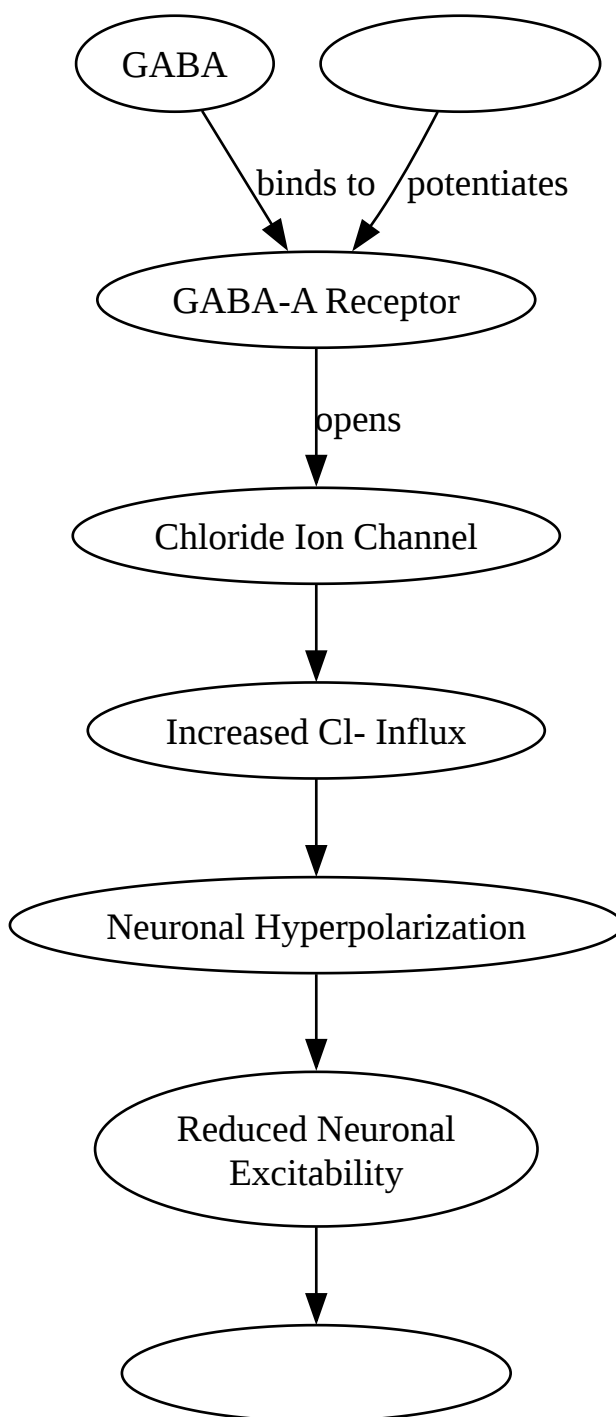 GABA
binds to
potentiates
GABA-A Receptor
opens
Chloride Ion Channel
Increased Cl- Influx
Neuronal Hyperpolarization
Reduced Neuronal
Excitability